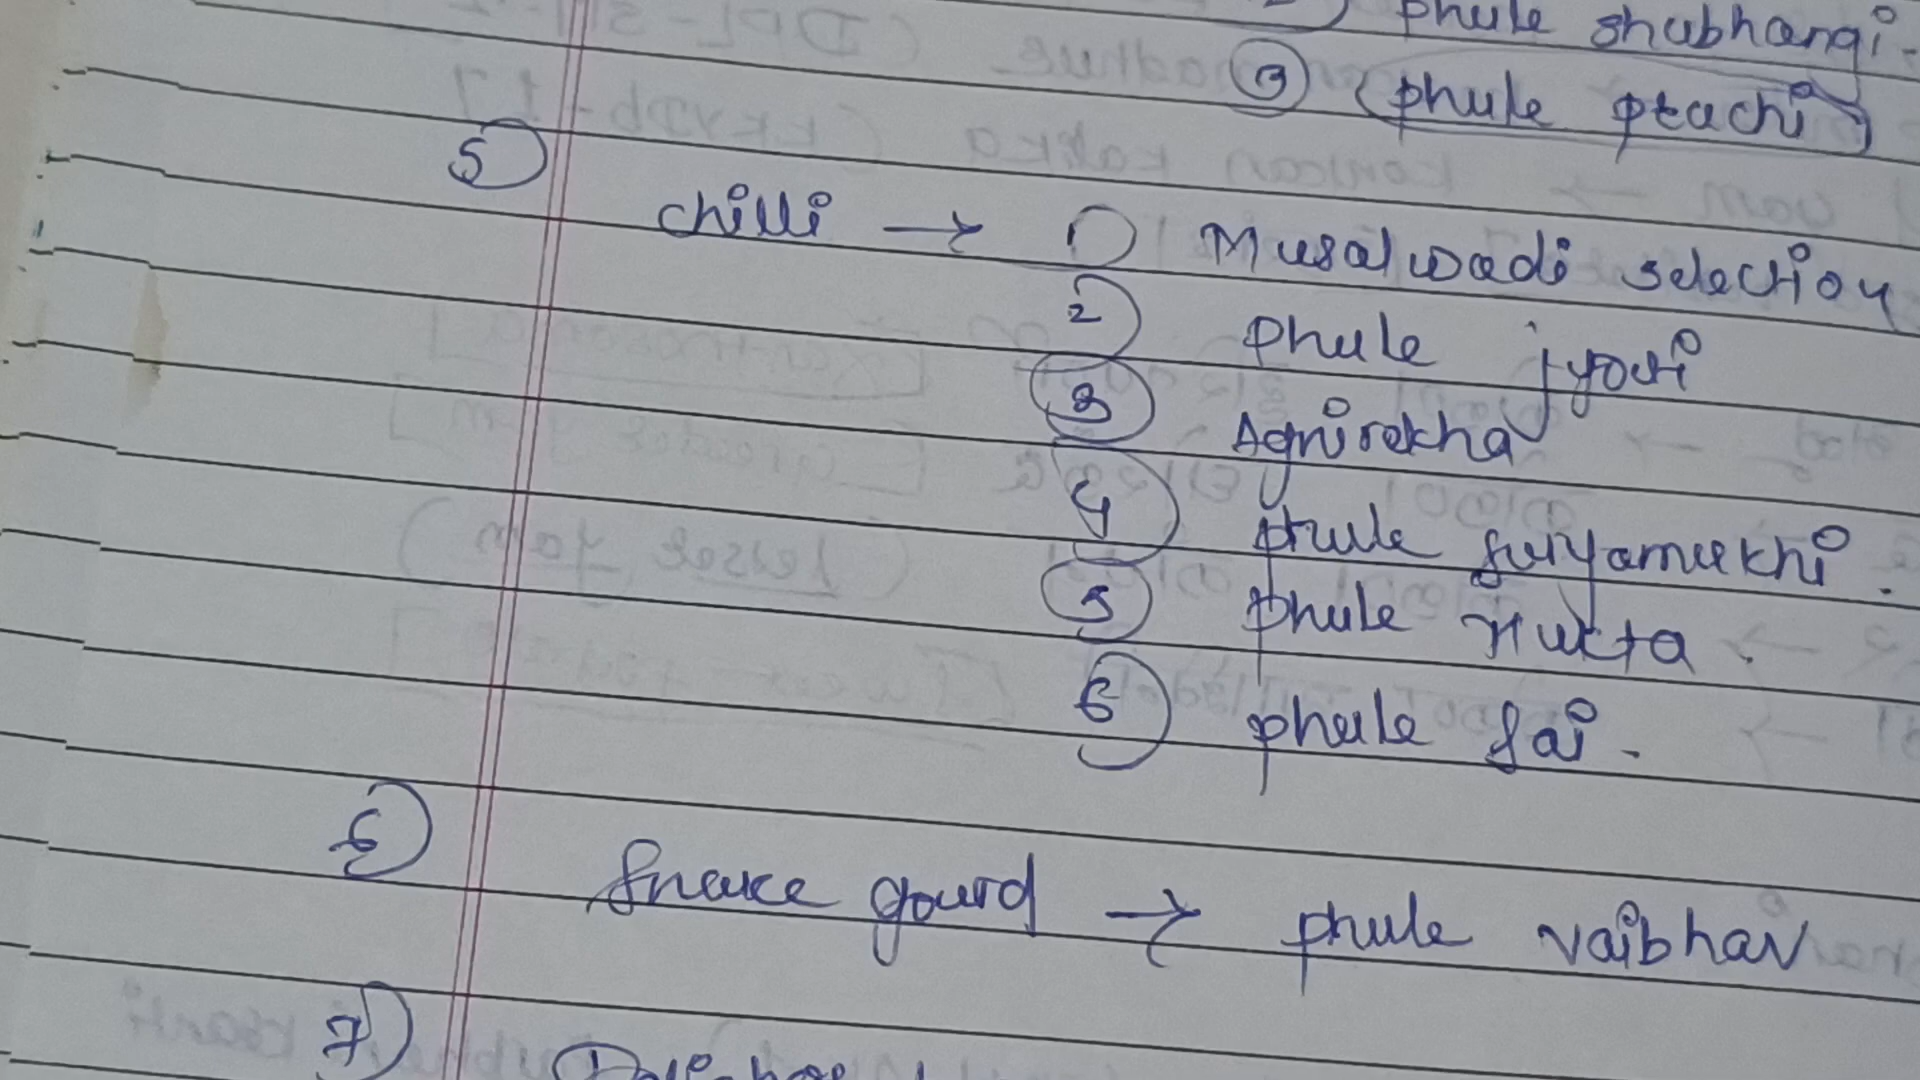 phule shubhangi.
3) (phule prachi)
5) chilli → 1) Musalwadi selection
2) phule jyoti
3) Agnirekha
4) phule suryamukhi.
5) phule Mukta.
6) phule Sai.
6) Snake gourd → phule vaibhav
7)